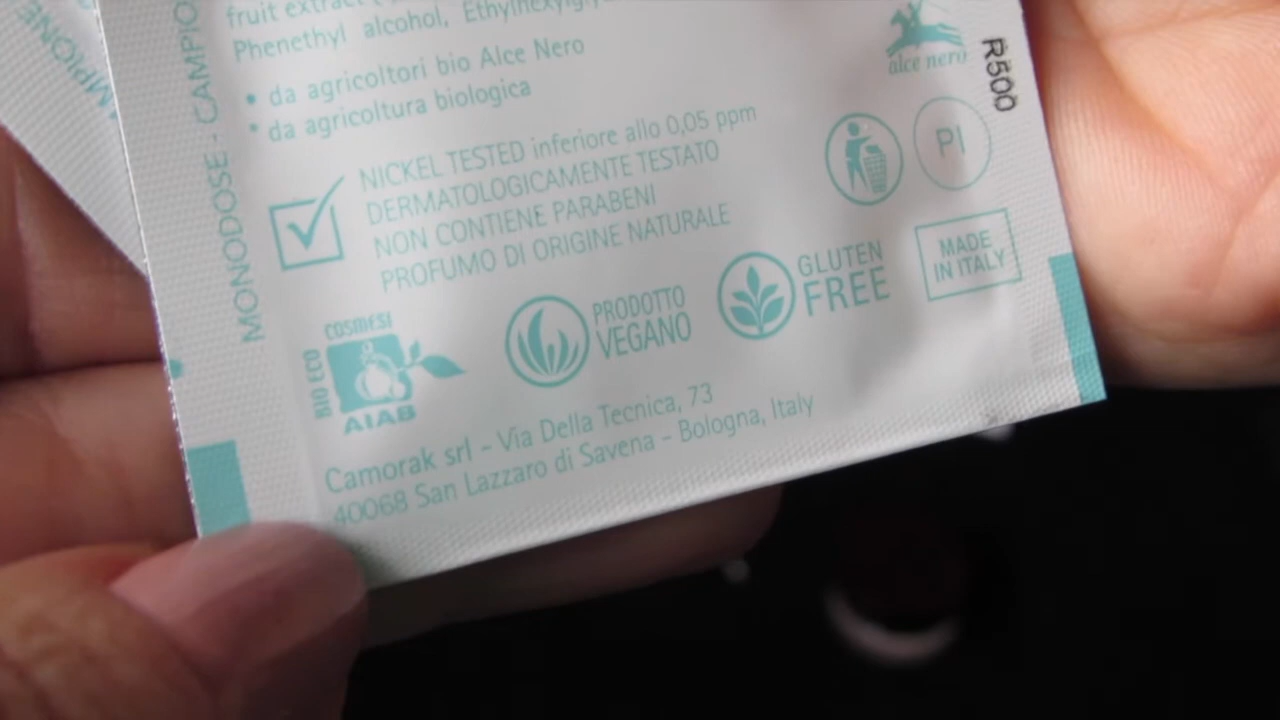 fruit extract
Phenethyl alcohol,
• da agricoltori bio Alce Nero
* da agricoltura biologica
NICKEL TESTED inferiore allo 0,05 ppm
DERMATOLOGICAMENTE TESTATO
NON CONTIENE PARABENI
PROFUMO DI ORIGINE NATURALE
COSMESI
BIO ECO
AIAB
PRODOTTO
VEGANO
GLUTEN
FREE
MADE
IN ITALY
PI
alce nero
R500
MONODOSE - CAMPIO
MPIONE
Camorak srl - Via Della Tecnica, 73
40068 San Lazzaro di Savena - Bologna, Italy